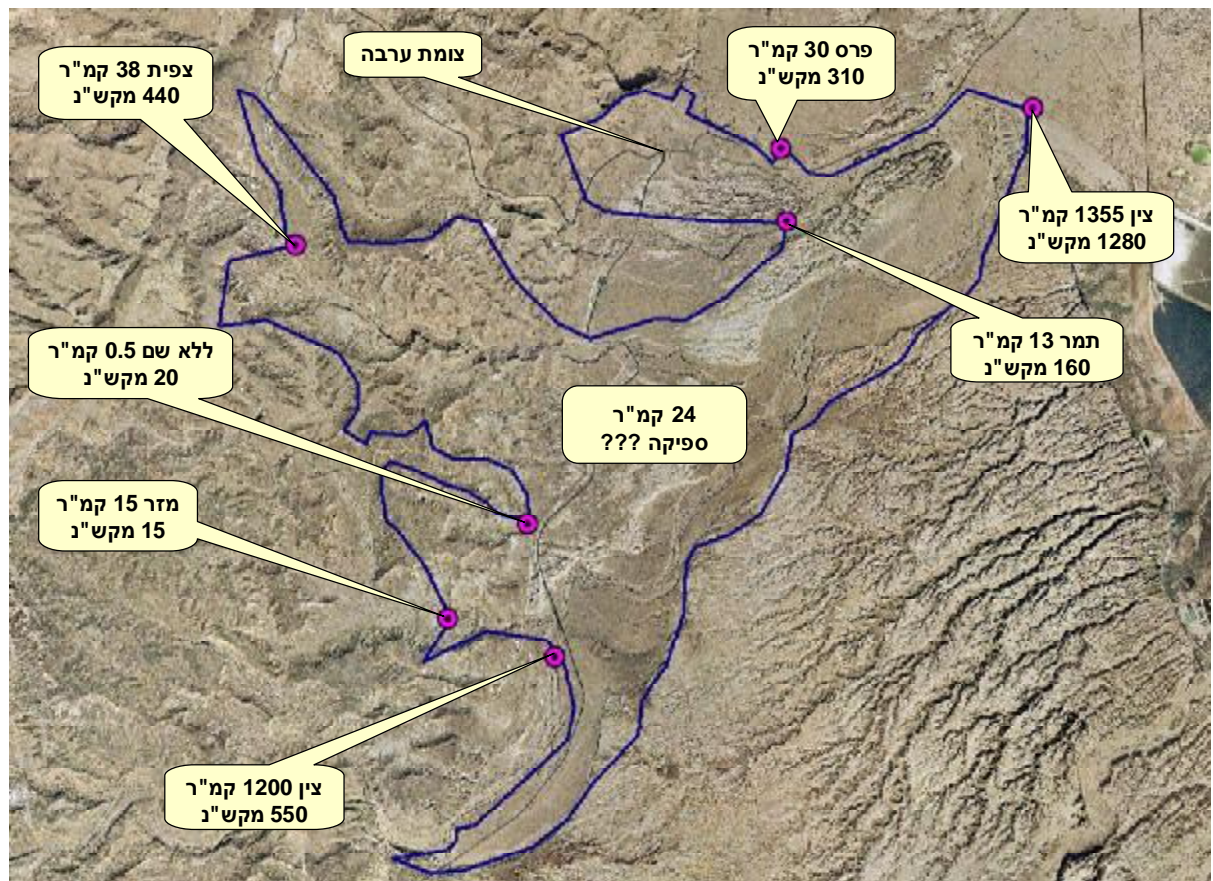 צפית 38 קמ"ר
440 מקש"נ
צומת ערבה
פרס 30 קמ"ר
310 מקש"נ
צין 1355 קמ"ר
1280 מקש"נ
תמר 13 קמ"ר
160 מקש"נ
ללא שם 0.5 קמ"ר
20 מקש"נ
24 קמ"ר
ספיקה ???
מזר 15 קמ"ר
15 מקש"נ
צין 1200 קמ"ר
550 מקש"נ